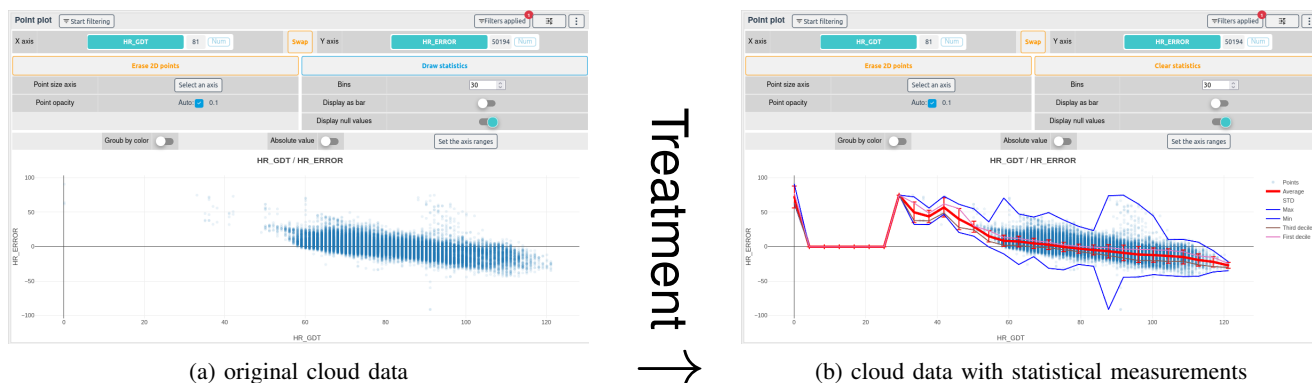 Point plot Start filtering Filters applied
X axis HR_GDT 81 Num Swap Y axis HR_ERROR 50194 Num
Erase 2D points Draw statistics
Point size axis Select an axis Bins 30
Point opacity Auto: 0.1 Display as bar
Display null values
Groub by color Absolute value Set the axis ranges
HR_GDT / HR_ERROR
100
50
0
−50
−100
HR_ERROR
0 20 40 60 80 100 120
HR_GDT
(a) original cloud data
Treatment →
Point plot Start filtering Filters applied
X axis HR_GDT 81 Num Swap Y axis HR_ERROR 50194 Num
Erase 2D points Clear statistics
Point size axis Select an axis Bins 30
Point opacity Auto: 0.1 Display as bar
Display null values
Groub by color Absolute value Set the axis ranges
HR_GDT / HR_ERROR
100
50
0
−50
−100
HR_ERROR
0 20 40 60 80 100 120
HR_GDT
Points
Average
STD
Max
Min
Third decile
First decile
(b) cloud data with statistical measurements